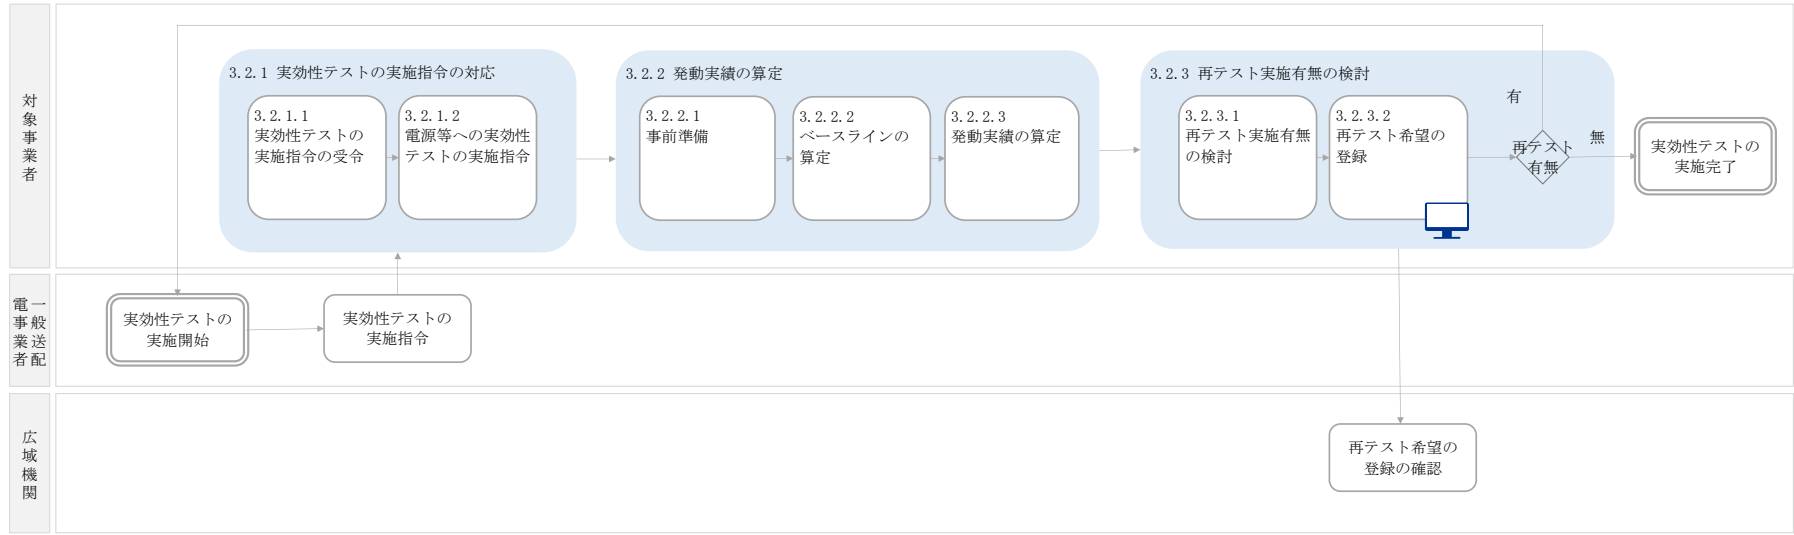 対象事業者
3.2.1 実効性テストの実施指令の対応
3.2.1.1
実効性テストの
実施指令の受令
3.2.1.2
電源等への実効性
テストの実施指令
3.2.2 発動実績の算定
3.2.2.1
事前準備
3.2.2.2
ベースラインの
算定
3.2.2.3
発動実績の算定
3.2.3 再テスト実施有無の検討
3.2.3.1
再テスト実施有無
の検討
3.2.3.2
再テスト希望の
登録
有
再テスト
有無
無
実効性テストの
実施完了
一般送配
電事業者
実効性テストの
実施開始
実効性テストの
実施指令
広域機関
再テスト希望の
登録の確認